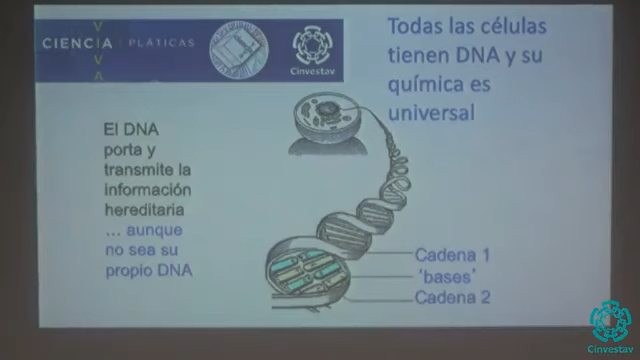 CIENCIA PLÁTICAS
VIVA
Cinvestav
Todas las células
tienen DNA y su
química es
universal
El DNA
porta y
transmite la
información
hereditaria
... aunque
no sea su
propio DNA
Cadena 1
'bases'
Cadena 2
Cinvestav